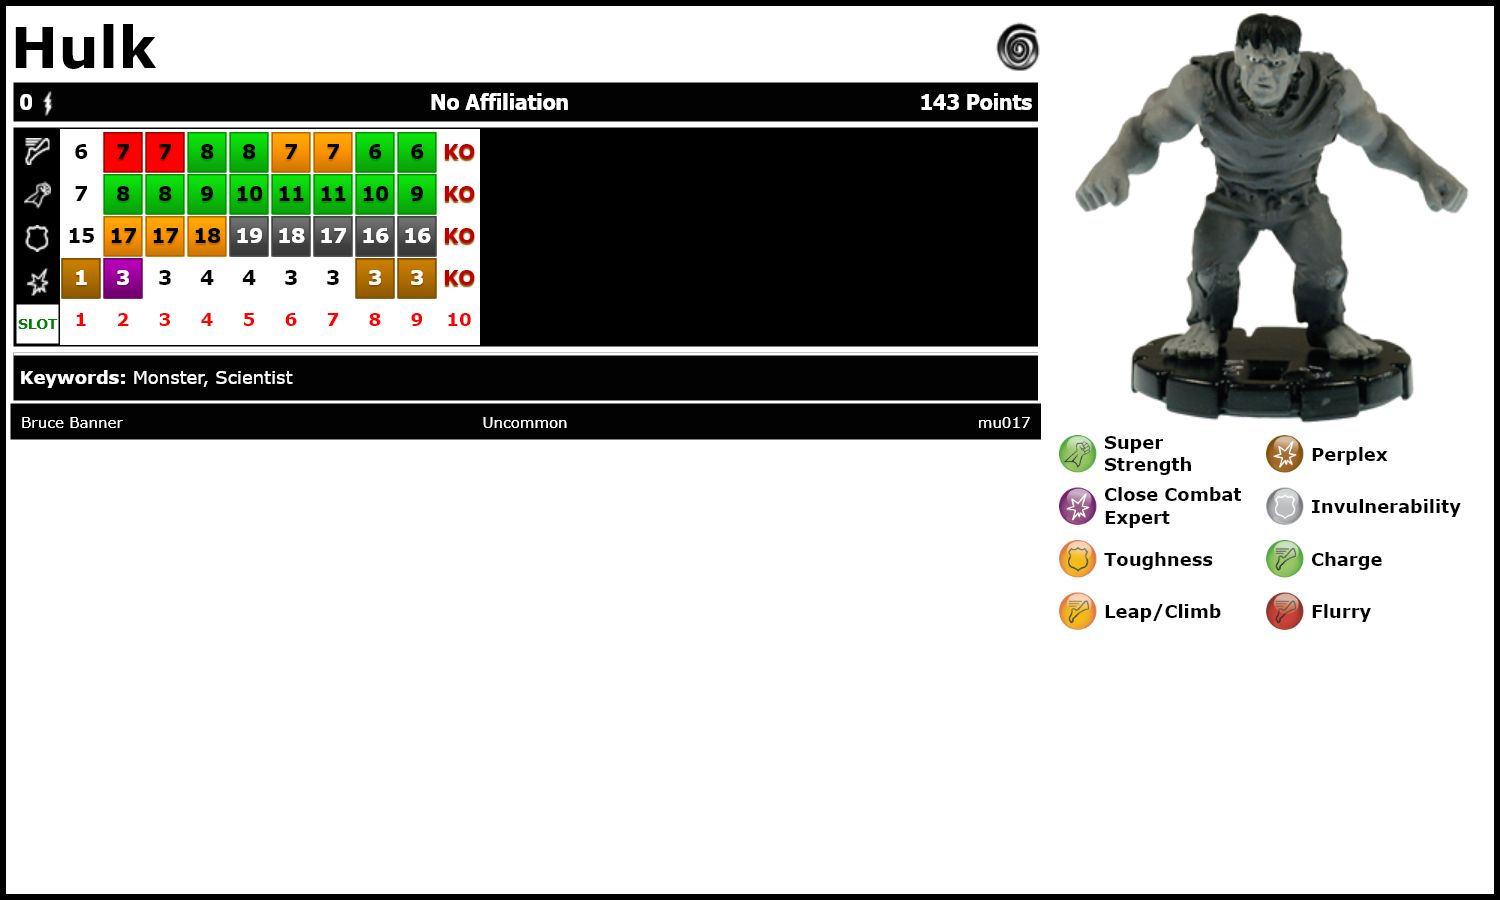 Hulk
0 No Affiliation 143 Points
6 7 7 8 8 7 7 6 6 KO
7 8 8 9 10 11 11 10 9 KO
15 17 17 18 19 18 17 16 16 KO
1 3 3 4 4 3 3 3 3 KO
SLOT 1 2 3 4 5 6 7 8 9 10
Keywords: Monster, Scientist
Bruce Banner Uncommon mu017
Super
Strength
Perplex
Close Combat
Expert
Invulnerability
Toughness
Charge
Leap/Climb
Flurry